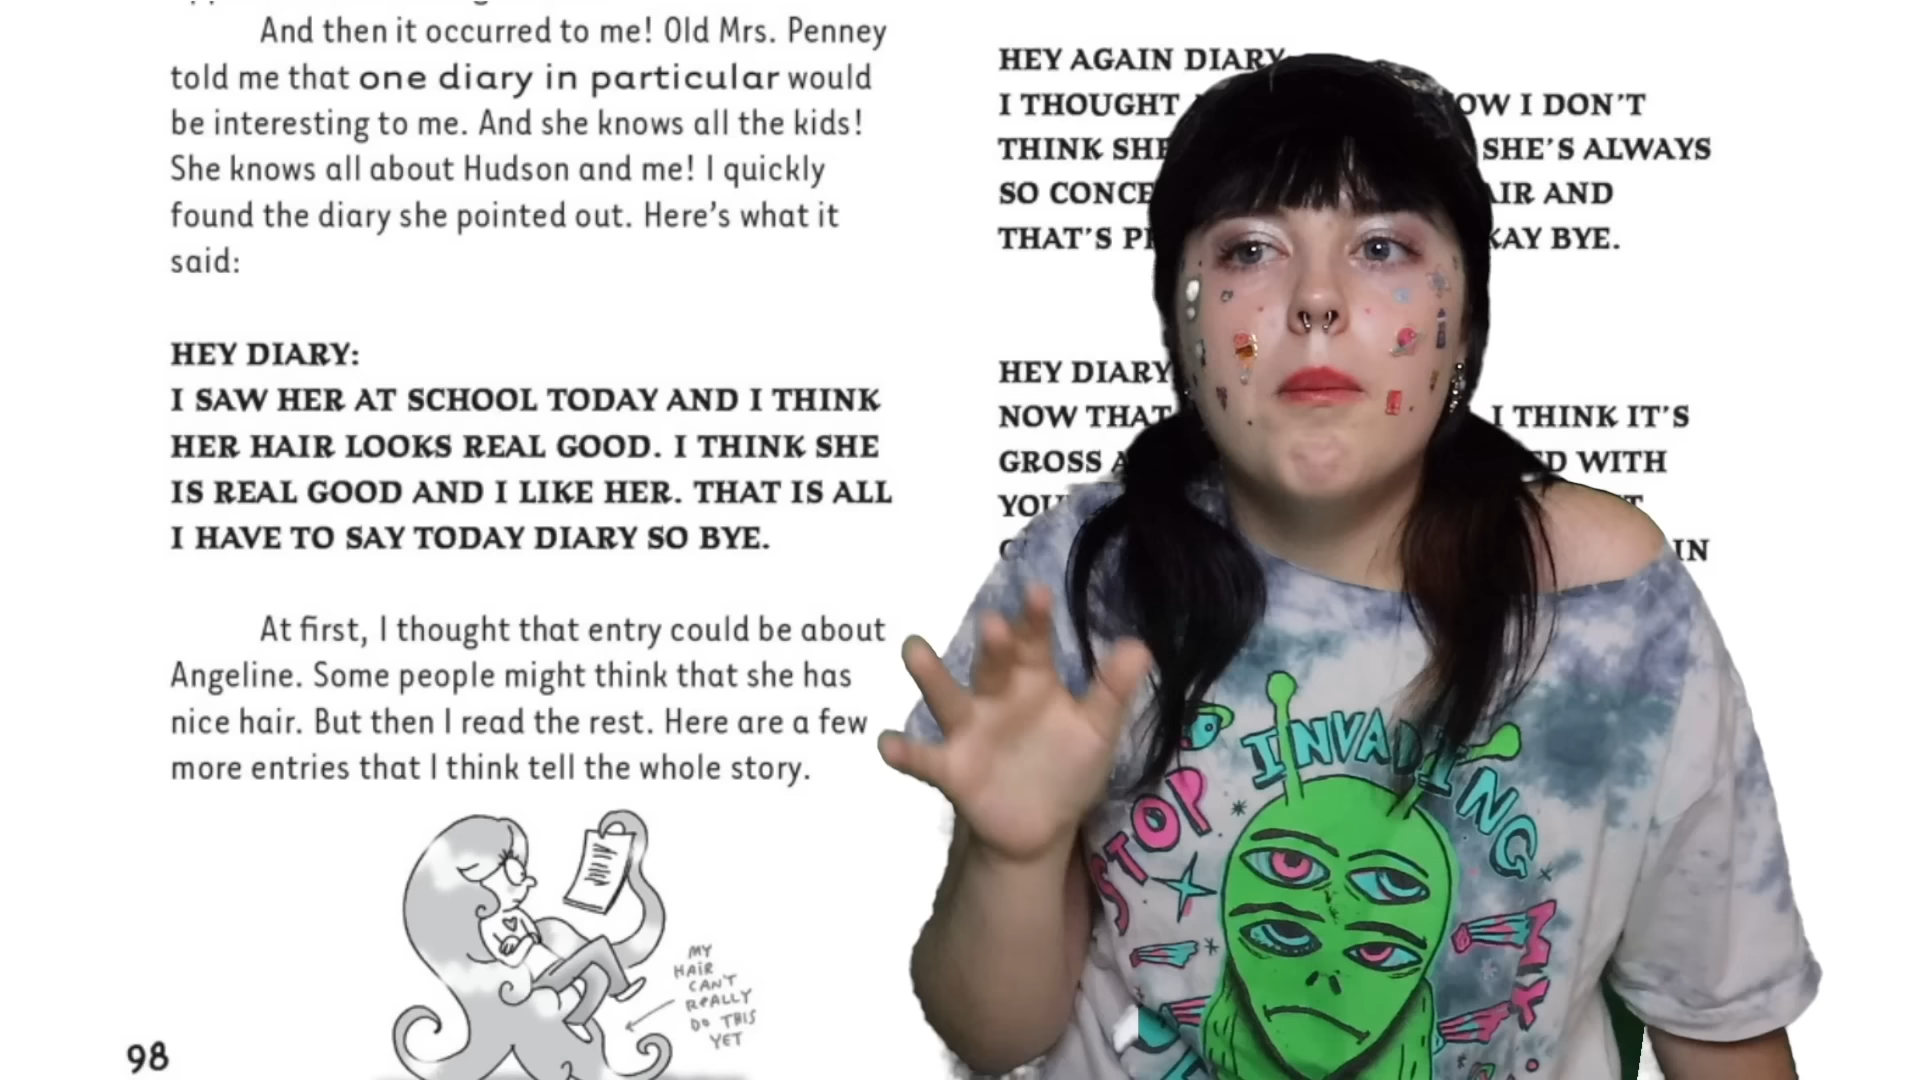 And then it occurred to me! Old Mrs. Penney
told me that one diary in particular would
be interesting to me. And she knows all the kids!
She knows all about Hudson and me! I quickly
found the diary she pointed out. Here's what it
said:
HEY DIARY:
I SAW HER AT SCHOOL TODAY AND I THINK
HER HAIR LOOKS REAL GOOD. I THINK SHE
IS REAL GOOD AND I LIKE HER. THAT IS ALL
I HAVE TO SAY TODAY DIARY SO BYE.
At first, I thought that entry could be about
Angeline. Some people might think that she has
nice hair. But then I read the rest. Here are a few
more entries that I think tell the whole story.
MY
HAIR
CAN'T
REALLY
DO THIS
YET
98
HEY AGAIN DIARY
I THOUGHT I DON'T
THINK SHE'S ALWAYS
SO AND
THAT'S BYE.
HEY DIARY
NOW THAT I THINK IT'S
GROSS WITH
IN
STOP INVADING MY